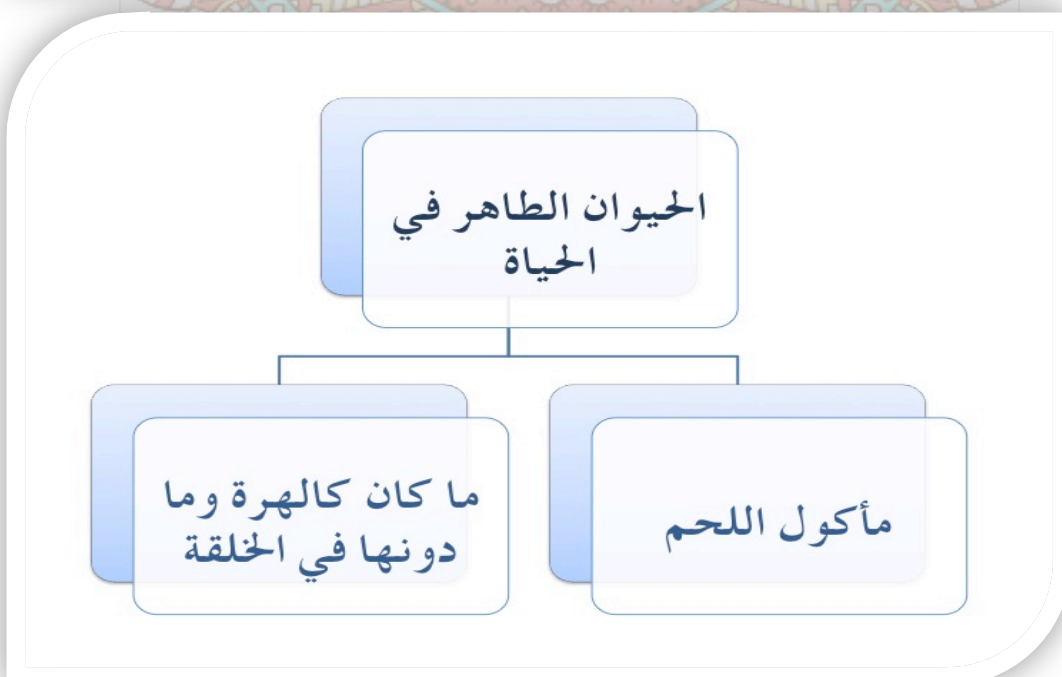 الحيوان الطاهر في
الحياة
مأكول اللحم
ما كان كالهرة وما
دونها في الخلقة